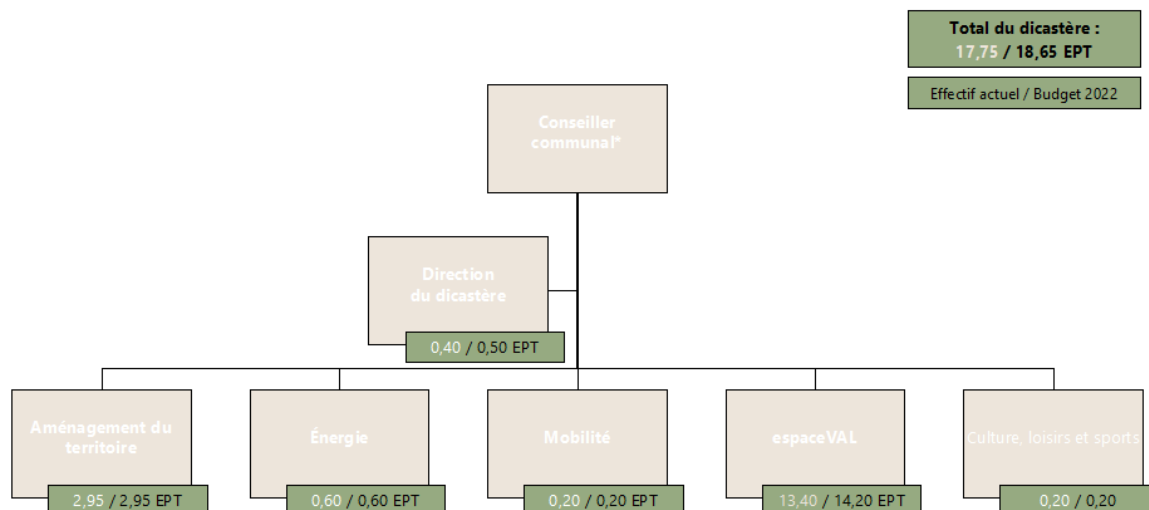 Total du dicastère :
17,75 / 18,65 EPT
Effectif actuel / Budget 2022
Conseiller
communal*
Direction
du dicastère
0,40 / 0,50 EPT
Aménagement du
territoire
2,95 / 2,95 EPT
Énergie
0,60 / 0,60 EPT
Mobilité
0,20 / 0,20 EPT
espaceVAL
13,40 / 14,20 EPT
Culture, loisirs et sports
0,20 / 0,20